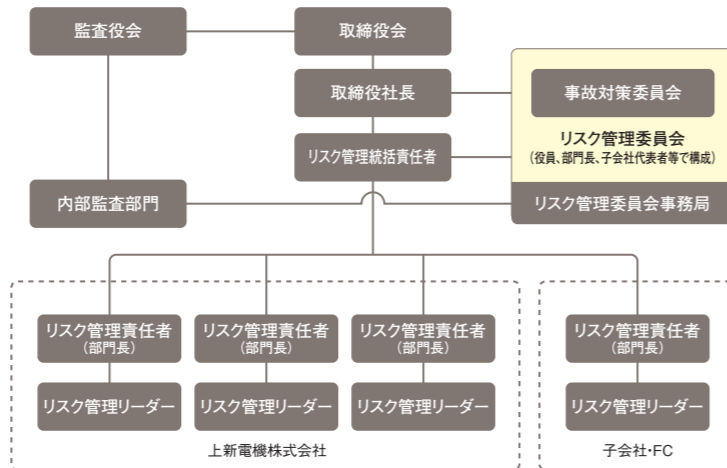 監査役会
取締役会
取締役社長
事故対策委員会
リスク管理委員会
(役員、部門長、子会社代表者等で構成)
リスク管理統括責任者
内部監査部門
リスク管理委員会事務局
リスク管理責任者
(部門長)
リスク管理責任者
(部門長)
リスク管理責任者
(部門長)
リスク管理責任者
(部門長)
リスク管理リーダー
リスク管理リーダー
リスク管理リーダー
リスク管理リーダー
上新電機株式会社
子会社・FC